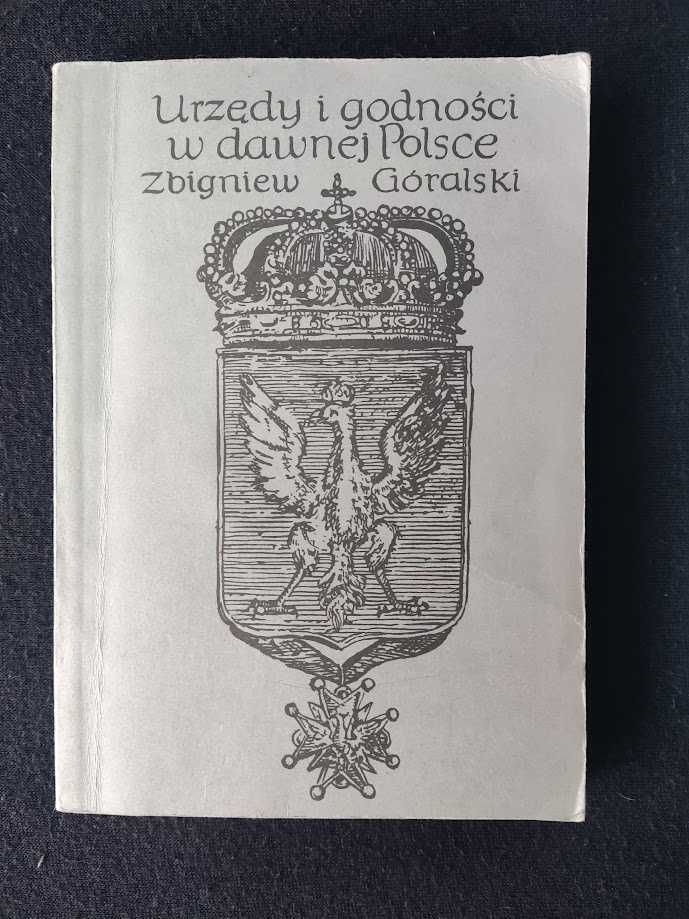 Urzędy i godności
w dawnej Polsce
Zbigniew Góralski